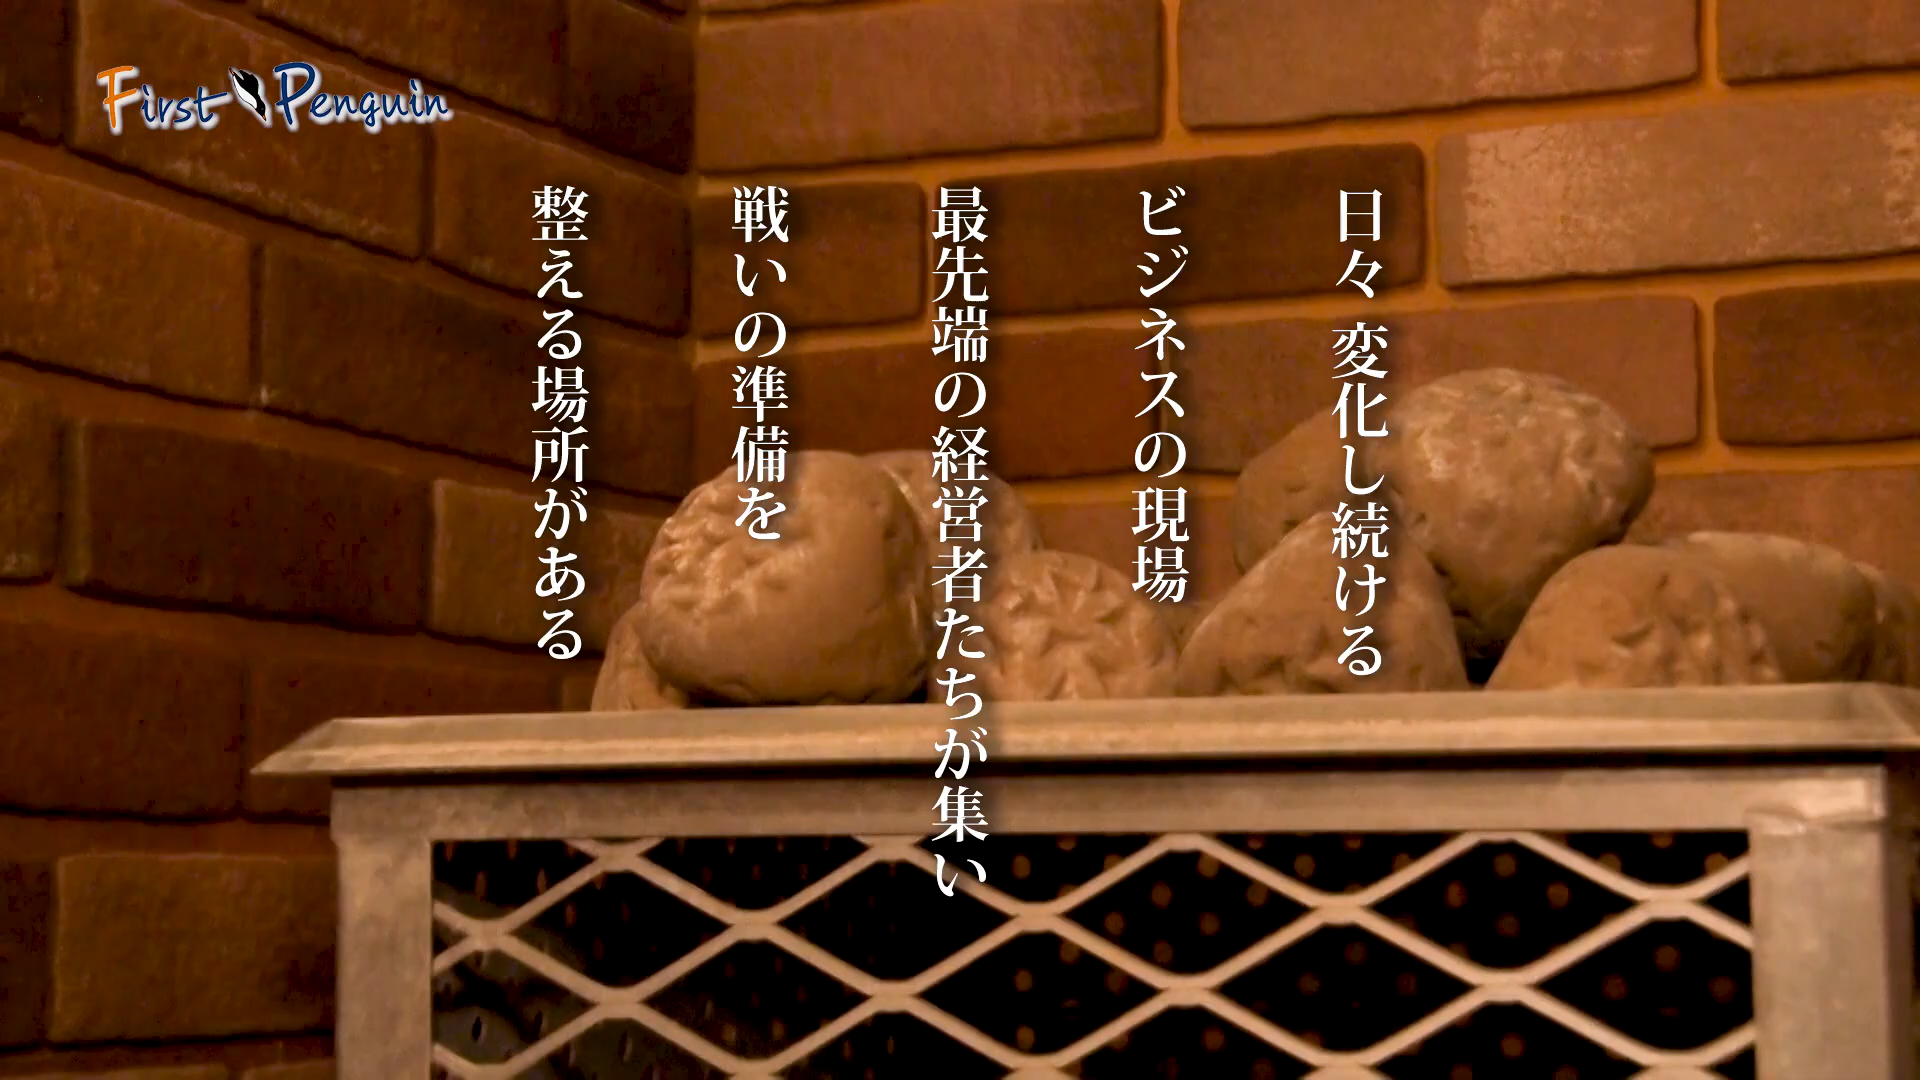 First Penguin
日々 変化し続ける
ビジネスの現場
最先端の経営者たちが集い
戦いの準備を
整える場所がある